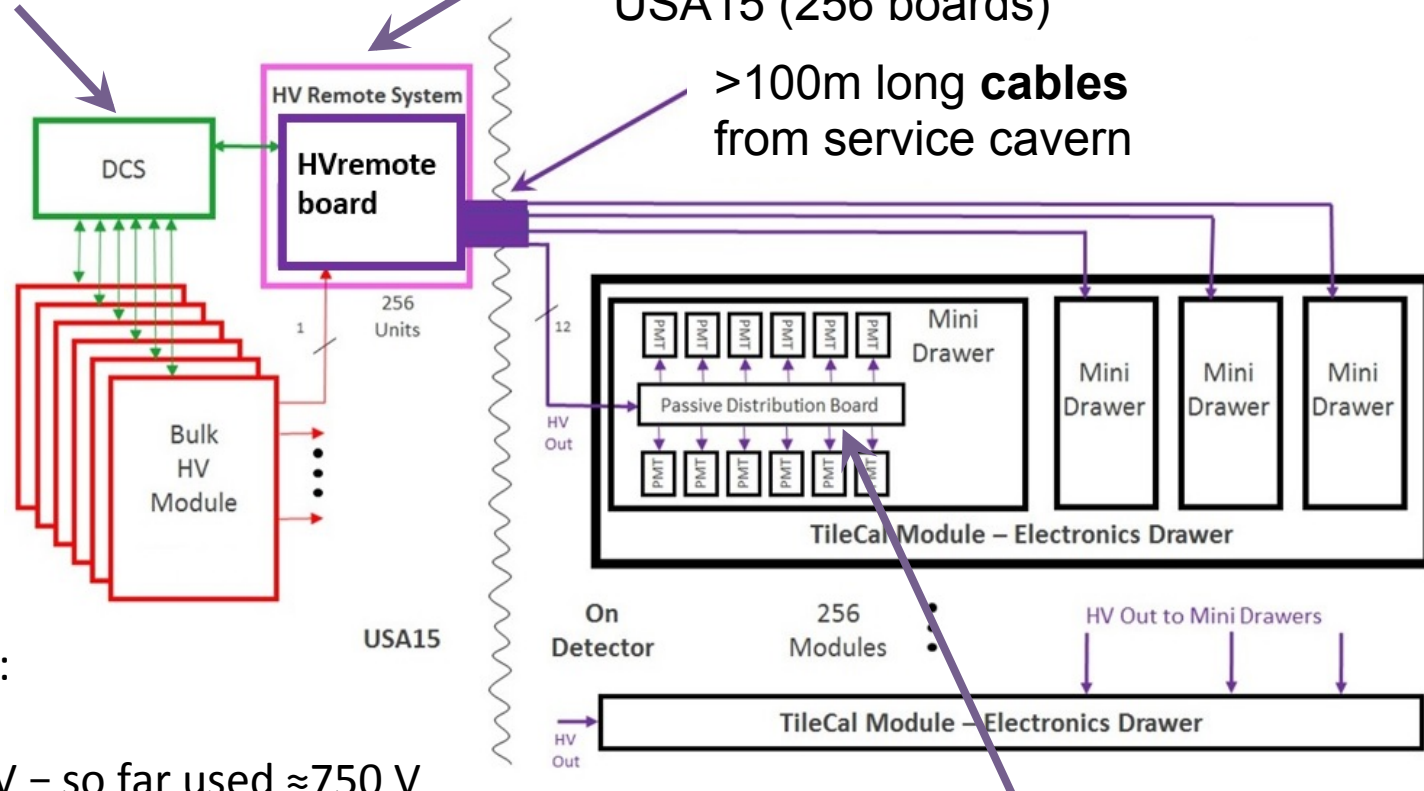 USA15 (256 boards)
>100m long cables
from service cavern
HV Remote System
DCS
HVremote
board
256
Units
1
12
Bulk
HV
Module
HV
Out
PMT PMT PMT PMT PMT PMT
Mini
Drawer
Passive Distribution Board
PMT PMT PMT PMT PMT PMT
Mini
Drawer
Mini
Drawer
Mini
Drawer
TileCal Module – Electronics Drawer
USA15
On
Detector
256
Modules
HV Out to Mini Drawers
:
TileCal Module – Electronics Drawer
HV
Out
V – so far used ≈750 V